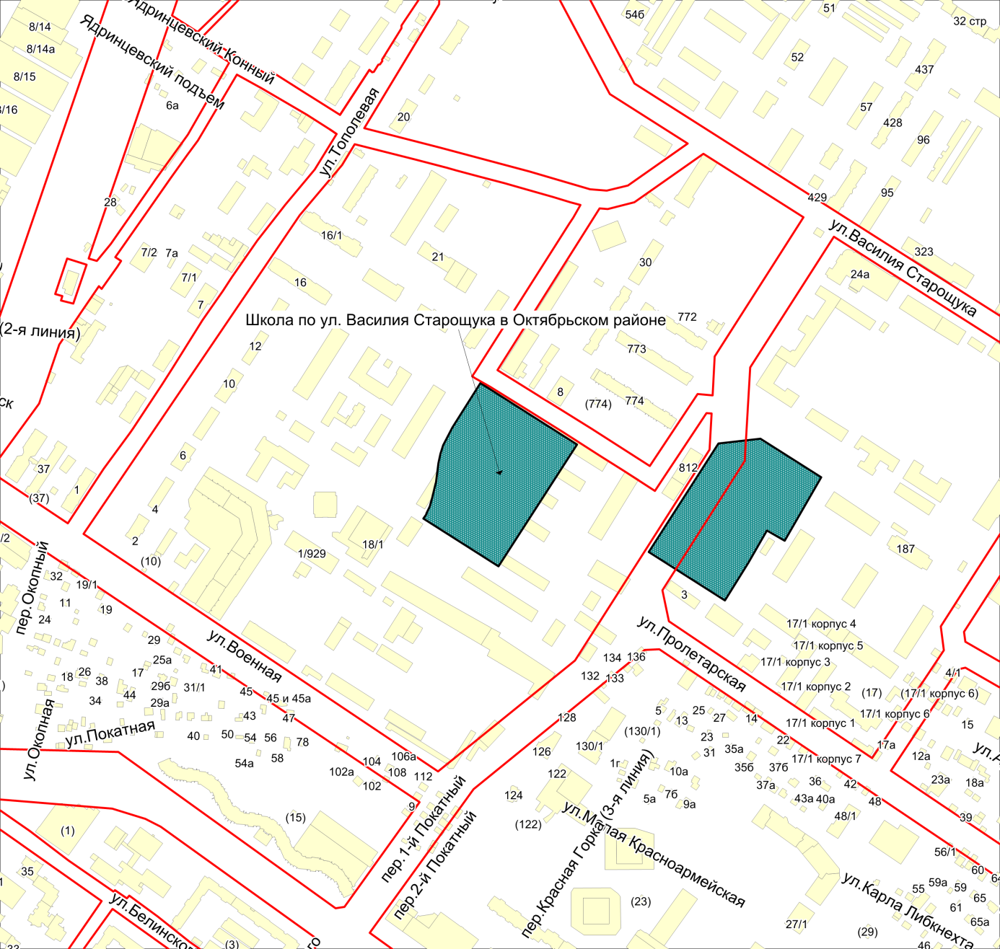 Ядринцевский Конный
Ядринцевский подъем
8/14
8/14а
8/15
6а
54б
51
32 стр
52
437
57
428
96
20
ул.Тополевая
28
429
95
ул.Василия Старощука
323
24а
16/1
21
30
7/2
7а
7/1
7
16
Школа по ул. Василия Старощука в Октябрьском районе
772
(2-я линия)
12
773
10
8
(774)
774
6
37
(37)
1
812
4
2
(10)
18/1
1/929
187
пер.Окопный
32
19/1
11
19
24
3
ул.Пролетарская
17/1 корпус 4
17/1 корпус 5
17/1 корпус 3
17/1 корпус 2
(17)
(17/1 корпус 6)
17/1 корпус 6
17/1 корпус 1
4/1
29
ул.Военная
25а
41
17
26
18
38
29б
31/1
44
34
29а
45
45 и 45а
43
47
134
136
132
133
128
ул.Окопная
ул.Покатная
40
50
54
56
78
58
54а
5
13
25
27
14
(130/1)
130/1
126
23
31
35а
22
17/1 корпус 7
17а
12а
15
104
106а
108
112
102а
102
9
122
124
(122)
1г
10а
35б
37б
37а
36
42
43а
40а
48
48/1
5а
7б
9а
23а
18а
39
(1)
(15)
пер.1-й Покатный
пер.2-й Покатный
ул.Малая Красноармейская
пер.Красная Горка (3-я линия)
35
ул.Белинского
(3)
(23)
27/1
(29)
ул.Карла Либкнехта
56/1
60
55
59а
59
65
61
65а
46